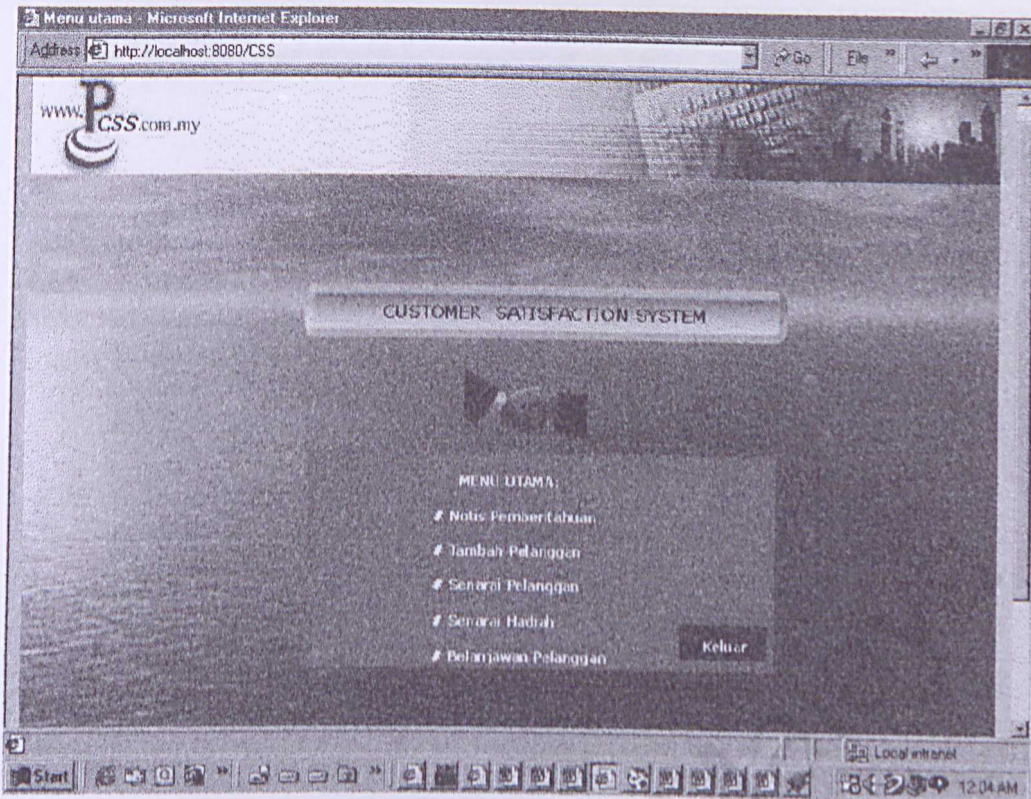 Menu utama - Microsoft Internet Explorer
Address http://localhost:8080/CSS Go File
www.PCSS.com.my
CUSTOMER SATISFACTION SYSTEM
MENU UTAMA:
# Notis Pemberitahuan
# Tambah Pelanggan
# Senarai Pelanggan
# Senarai Hadiah
# Belanjawan Pelanggan
Keluar
Local intranet
Start 12:04 AM